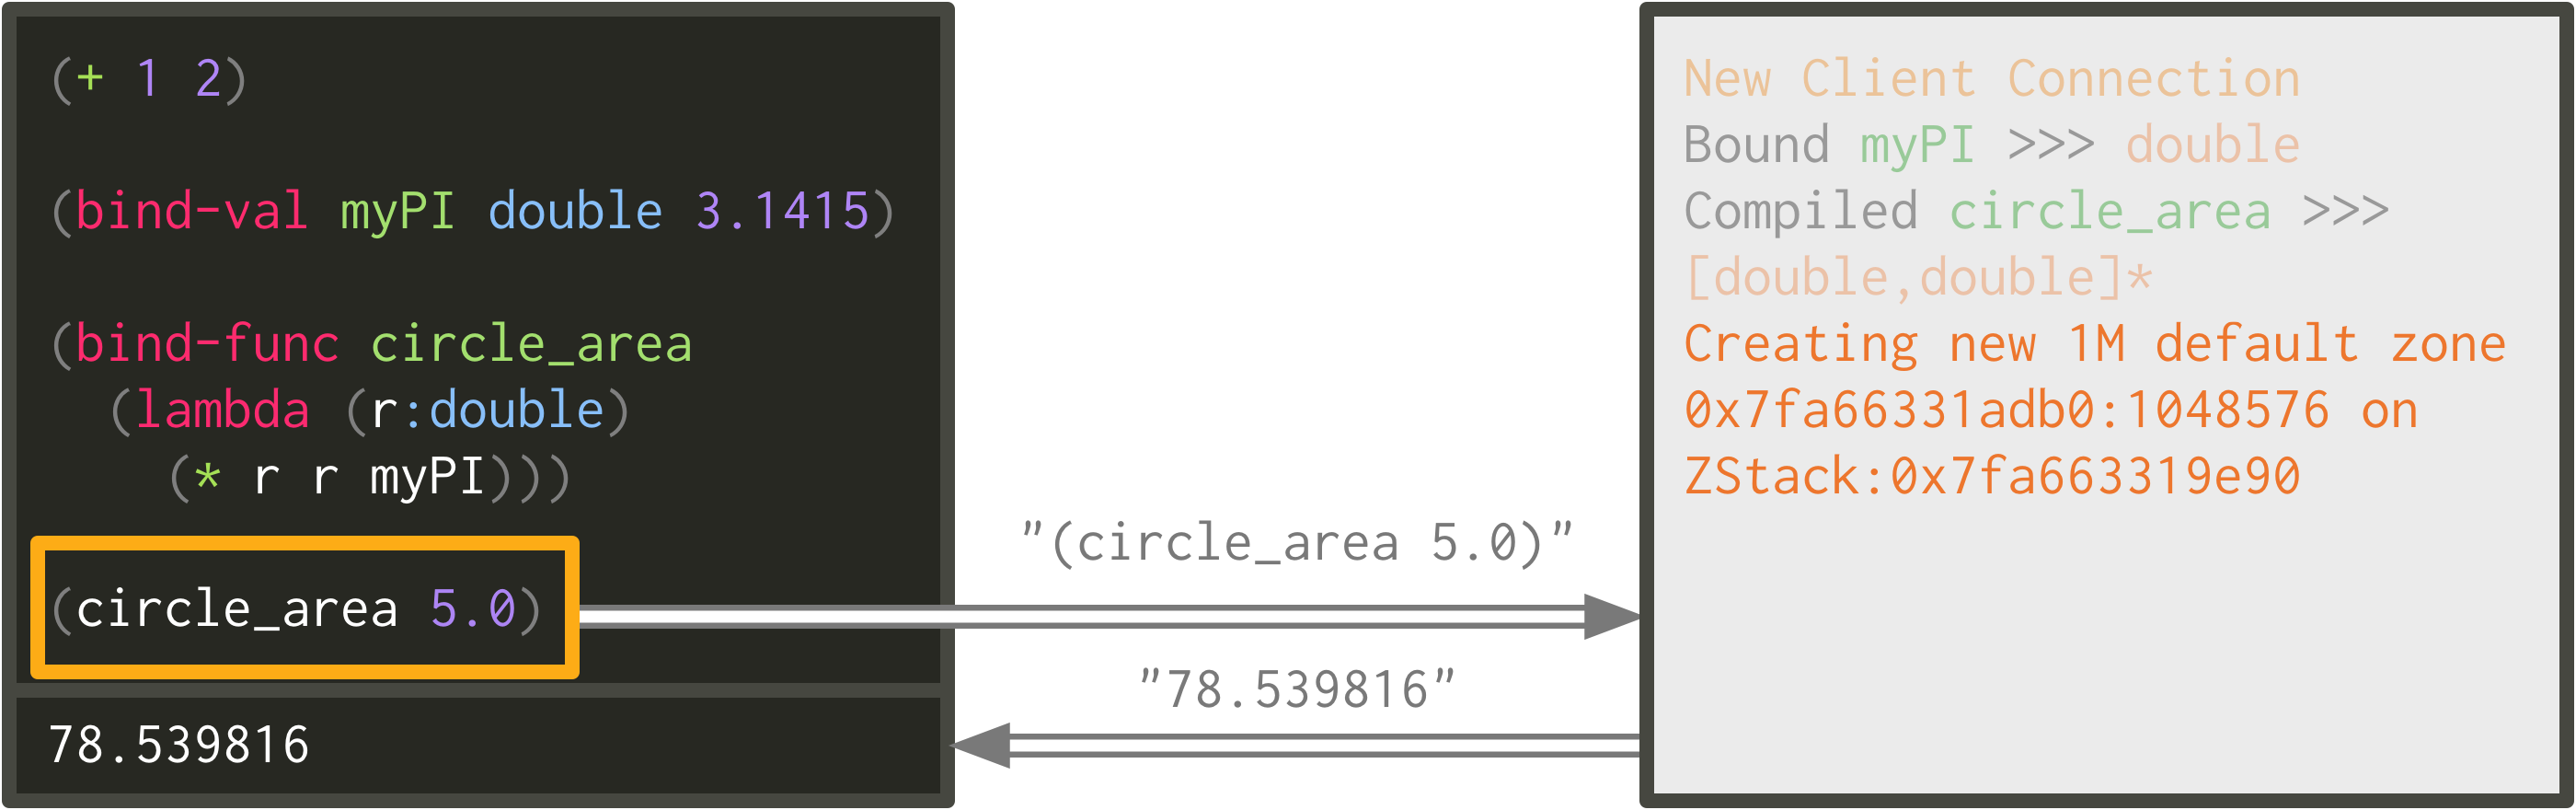 (+ 1 2)
(bind-val myPI double 3.1415)
(bind-func circle_area
(lambda (r:double)
(* r r myPI)))
(circle_area 5.0)
78.539816
"(circle_area 5.0)"
"78.539816"
New Client Connection
Bound myPI >>> double
Compiled circle_area >>>
[double,double]*
Creating new 1M default zone
0x7fa66331adb0:1048576 on
ZStack:0x7fa663319e90